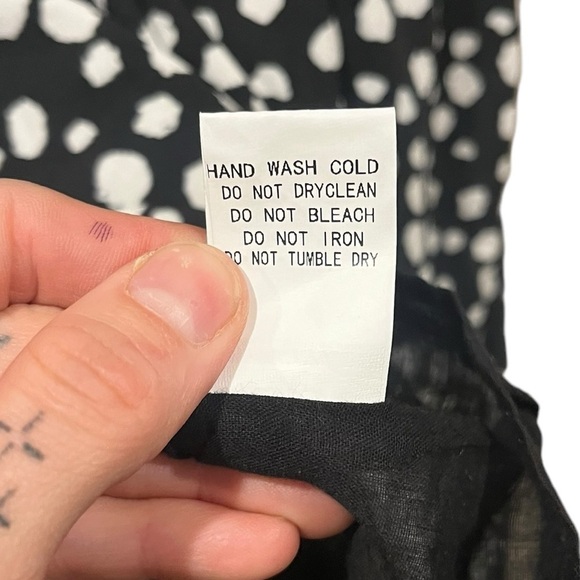 HAND WASH COLD
DO NOT DRYCLEAN
DO NOT BLEACH
DO NOT IRON
DO NOT TUMBLE DRY